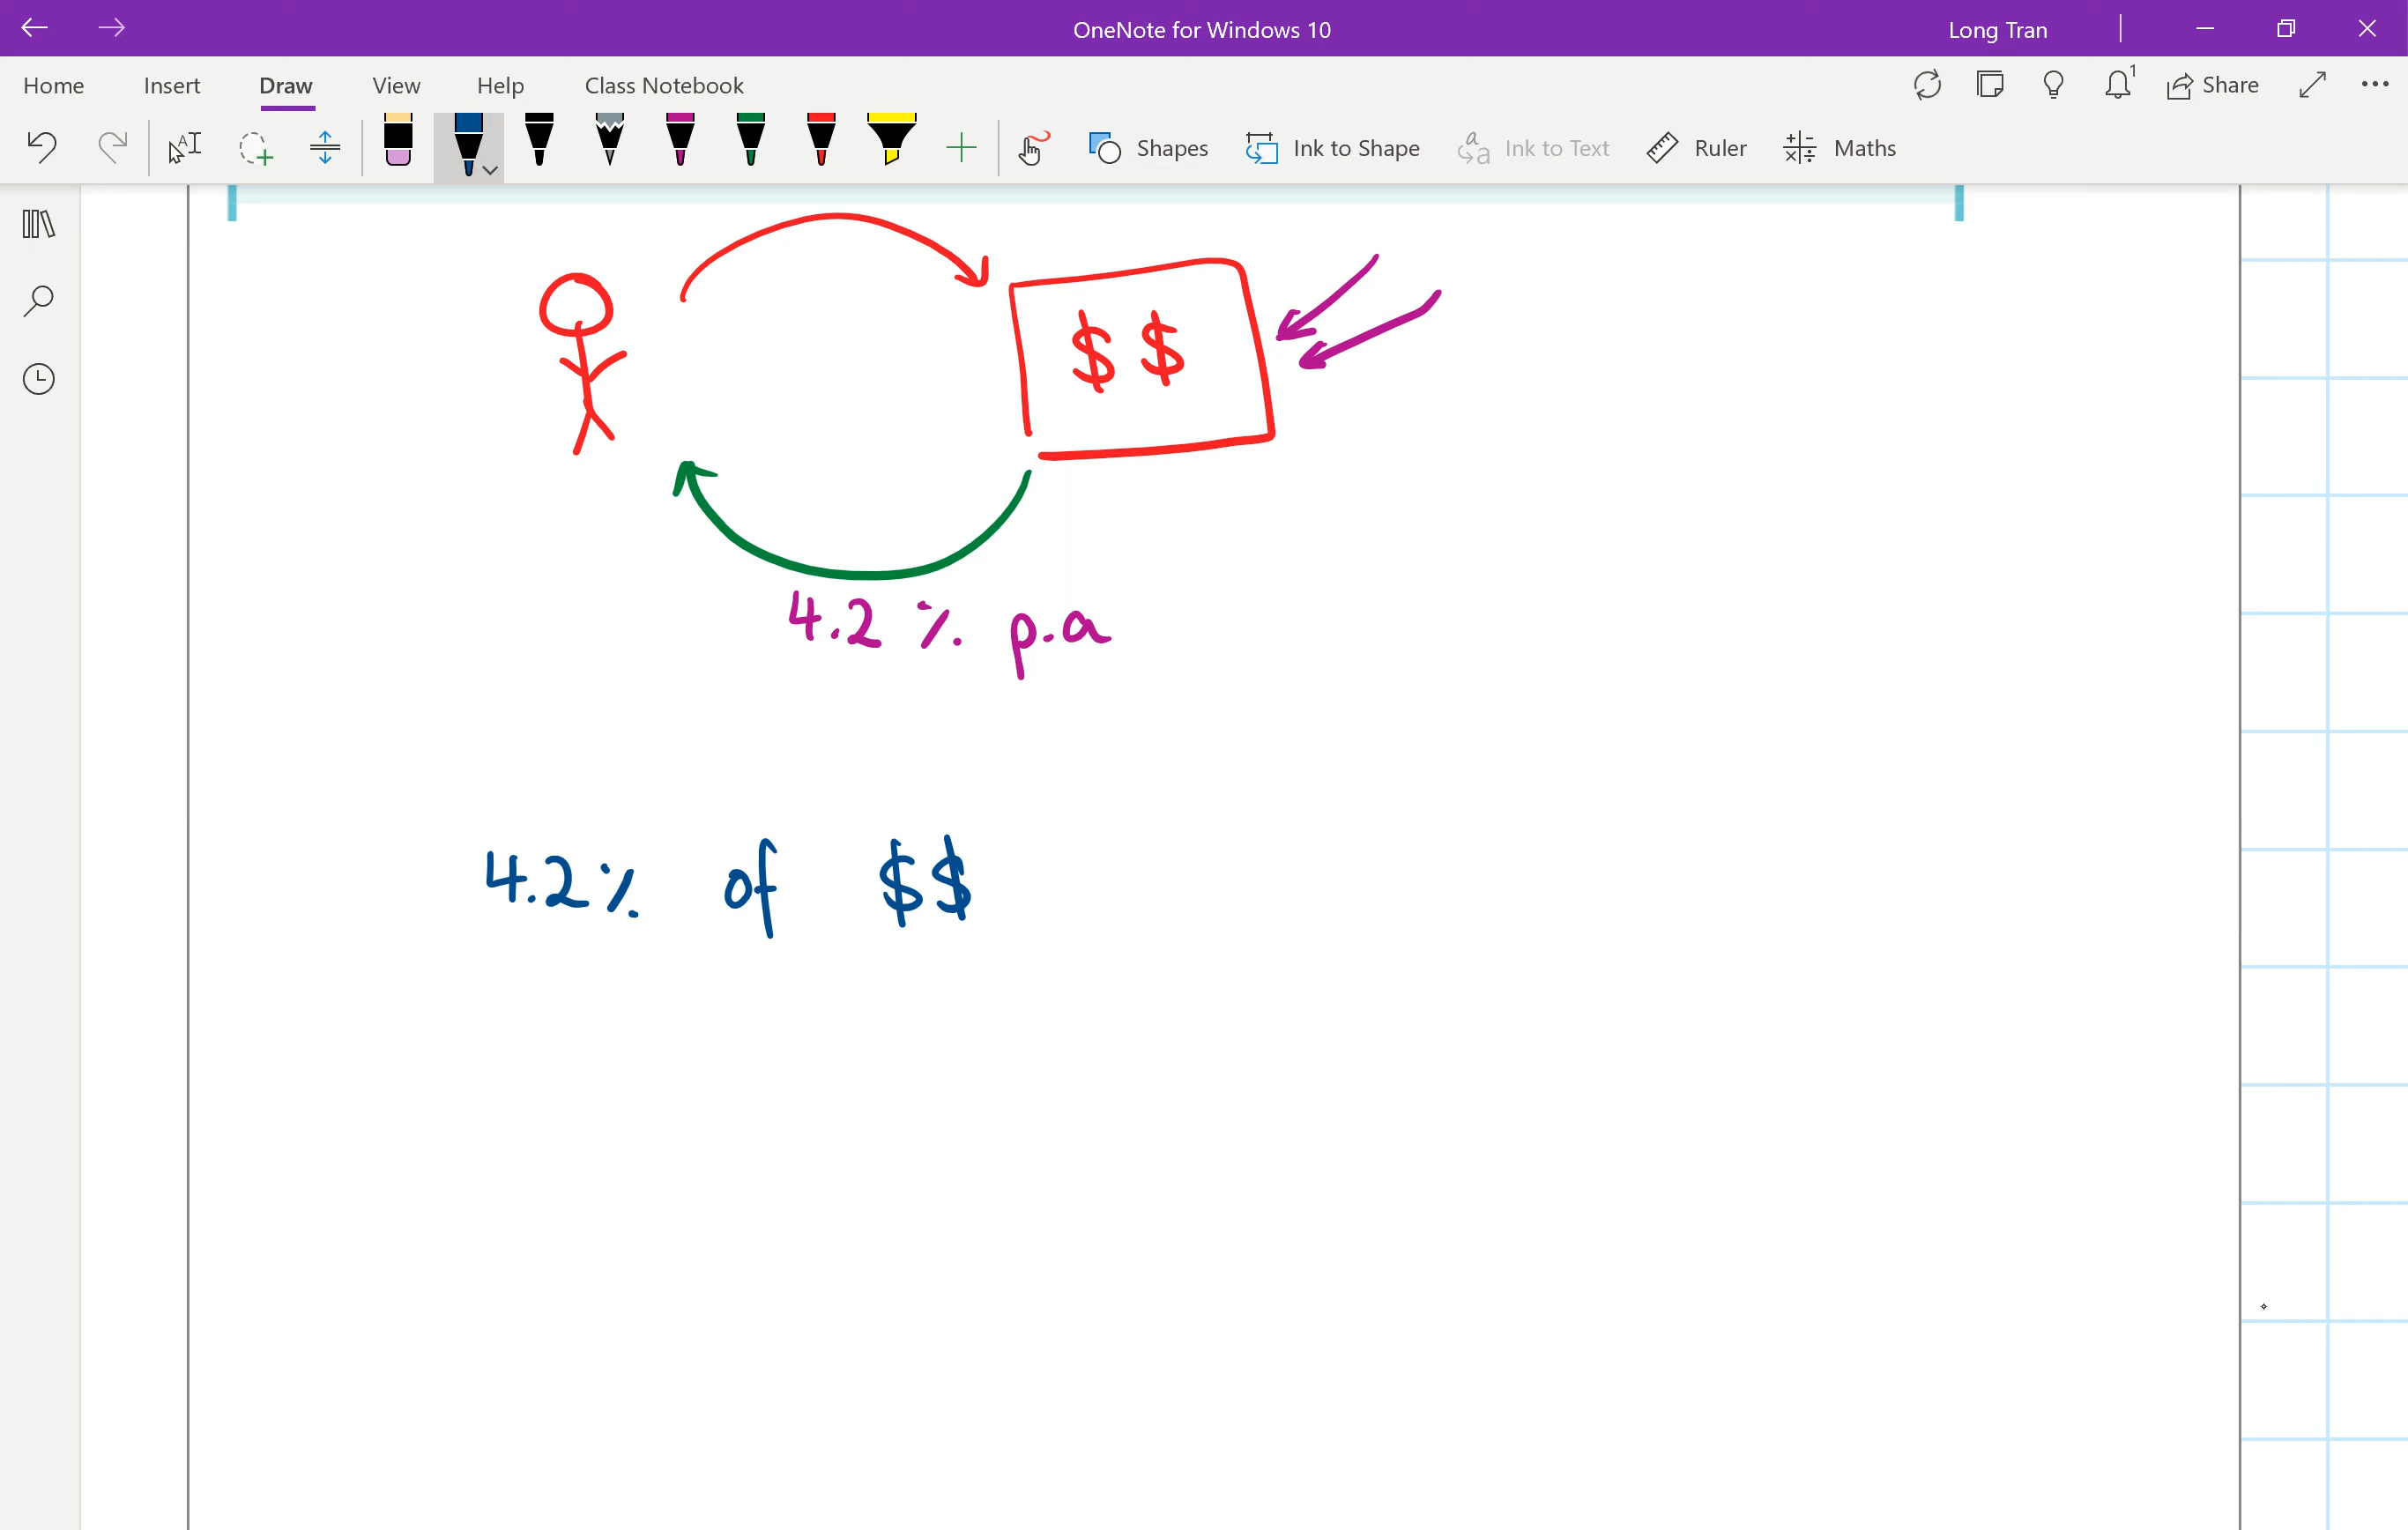 OneNote for Windows 10
Long Tran
Home Insert Draw View Help Class Notebook
1
Share
Shapes Ink to Shape Ink to Text Ruler Maths
$ $
4.2 % p.a
4.2% of $$